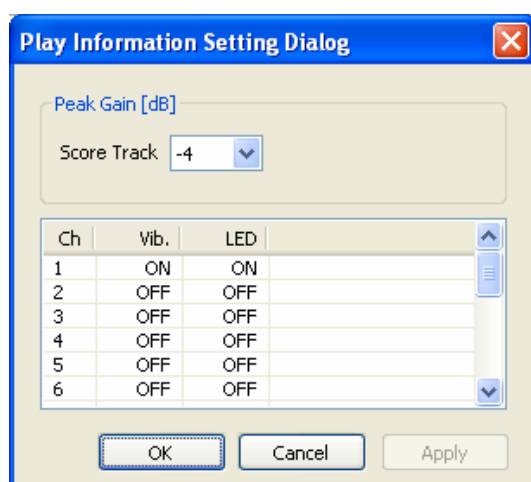 Play Information Setting Dialog
Peak Gain [dB]
Score Track -4
Ch Vib. LED
1 ON ON
2 OFF OFF
3 OFF OFF
4 OFF OFF
5 OFF OFF
6 OFF OFF
OK Cancel Apply